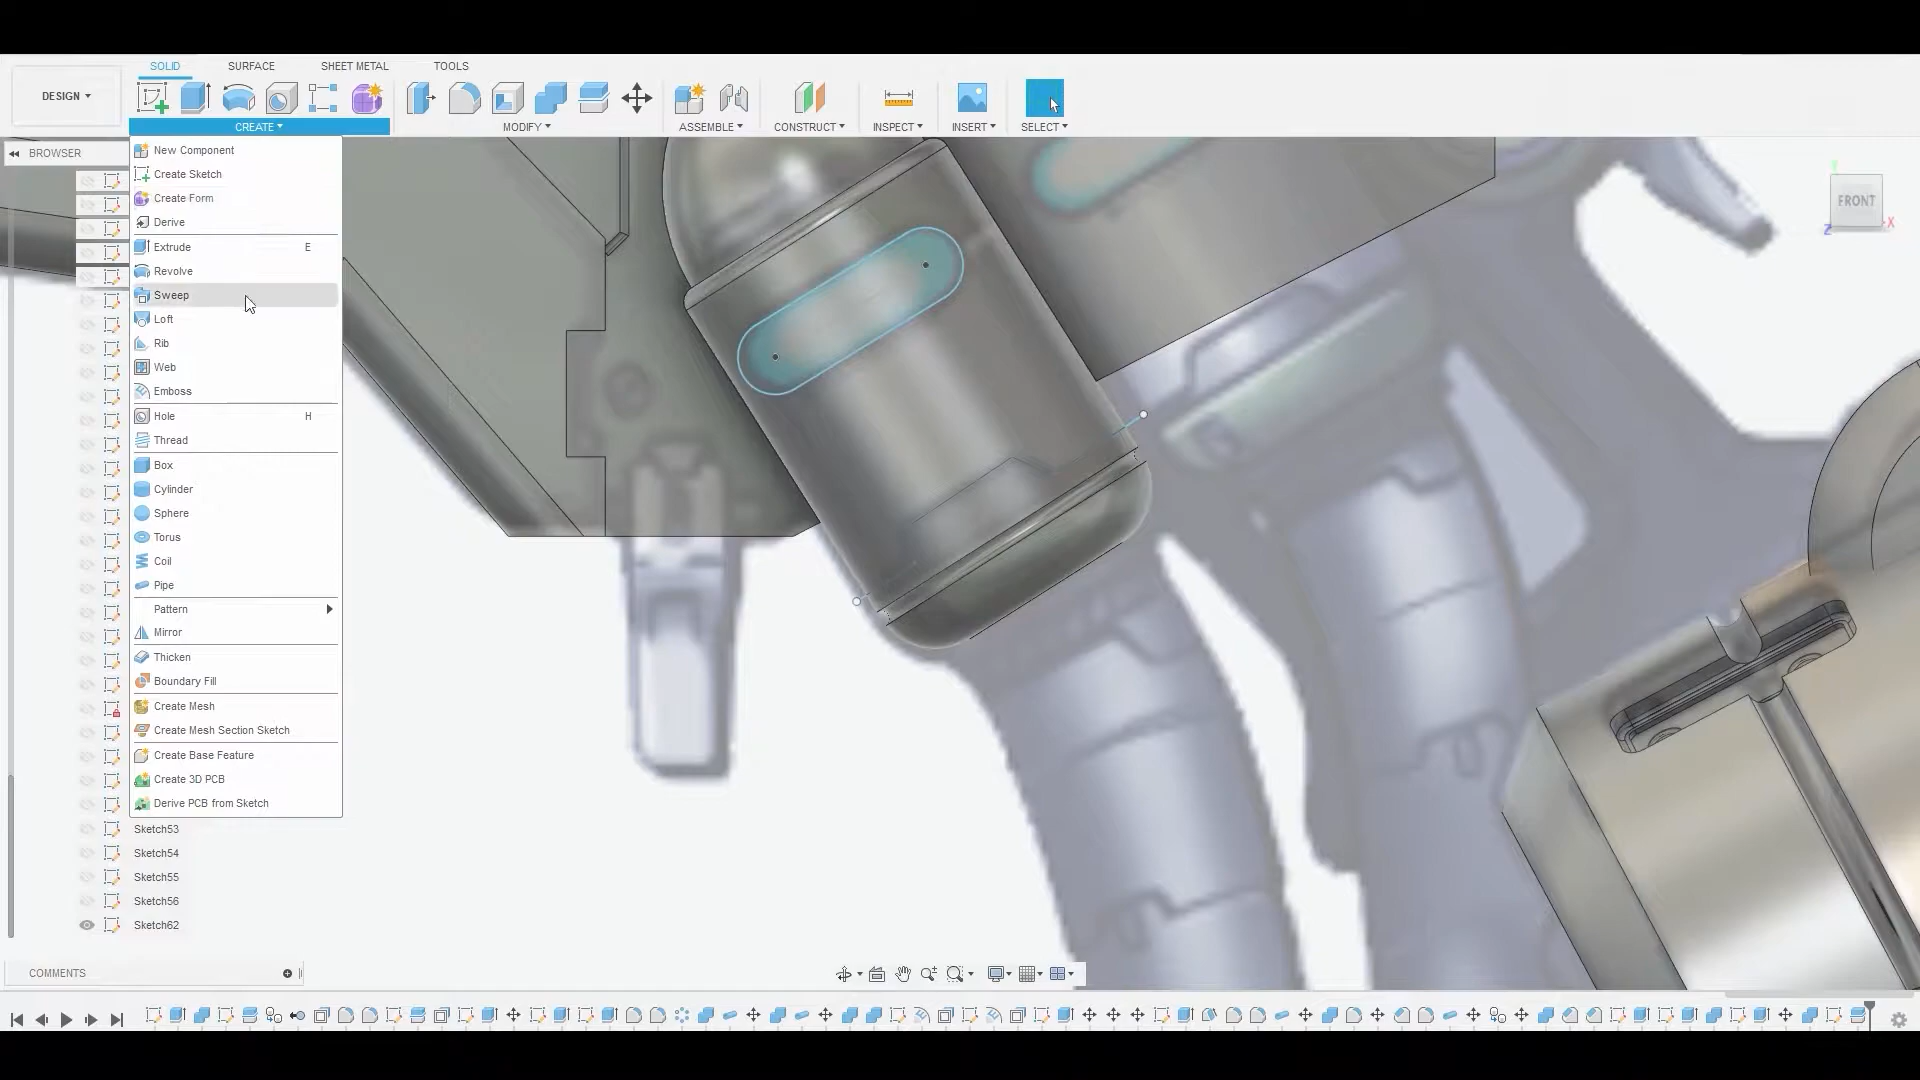 SOLID
SURFACE
SHEET METAL
TOOLS
DESIGN
CREATE
MODIFY
ASSEMBLE
CONSTRUCT
INSPECT
INSERT
SELECT
BROWSER
New Component
Create Sketch
Create Form
Derive
Extrude E
Revolve
Sweep
Loft
Rib
Web
Emboss
Hole H
Thread
Box
Cylinder
Sphere
Torus
Coil
Pipe
Pattern
Mirror
Thicken
Boundary Fill
Create Mesh
Create Mesh Section Sketch
Create Base Feature
Create 3D PCB
Derive PCB from Sketch
Sketch53
Sketch54
Sketch55
Sketch56
Sketch62
FRONT
X
Z
COMMENTS